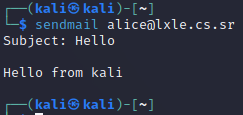 ┌──(kali㉿kali)-[~]
└─$ sendmail alice@lxle.cs.sr
Subject: Hello

Hello from kali

┌──(kali㉿kali)-[~]